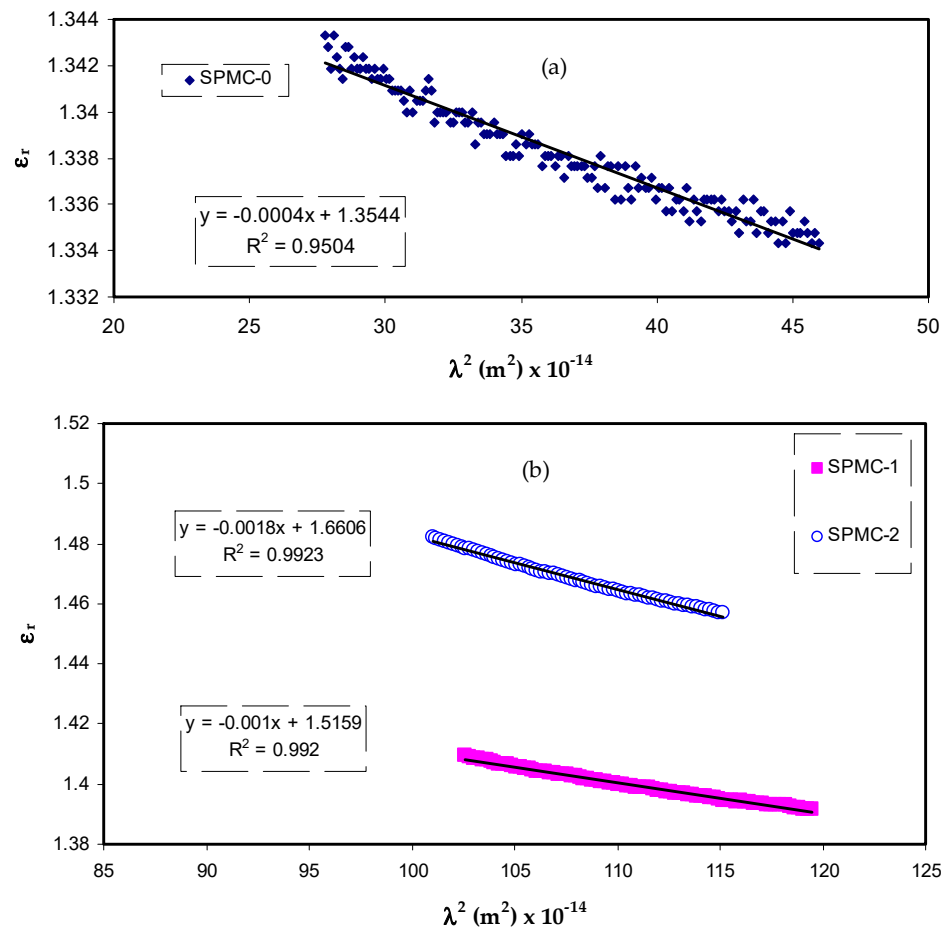 1.344
1.342
1.34
1.338
1.336
1.334
1.332
εr
(a)
SPMC-0
y = -0.0004x + 1.3544
R² = 0.9504
20 30 35 40 45 50
λ² (m²) x 10⁻¹⁴
1.52
1.5
1.48
1.46
1.44
1.42
1.4
1.38
εr
(b)
SPMC-1
SPMC-2
y = -0.0018x + 1.6606
R² = 0.9923
y = -0.001x + 1.5159
R² = 0.992
85 90 95 100 105 110 115 120 125
λ² (m²) x 10⁻¹⁴